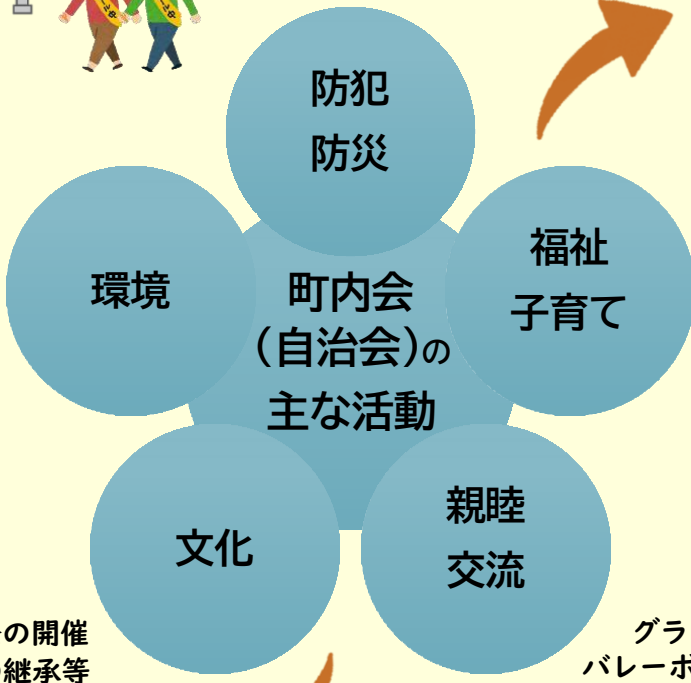 防犯
防災
福祉
子育て
環境
町内会
（自治会）の
主な活動
親睦
交流
文化
の開催
継承等
グラ
バレーボ